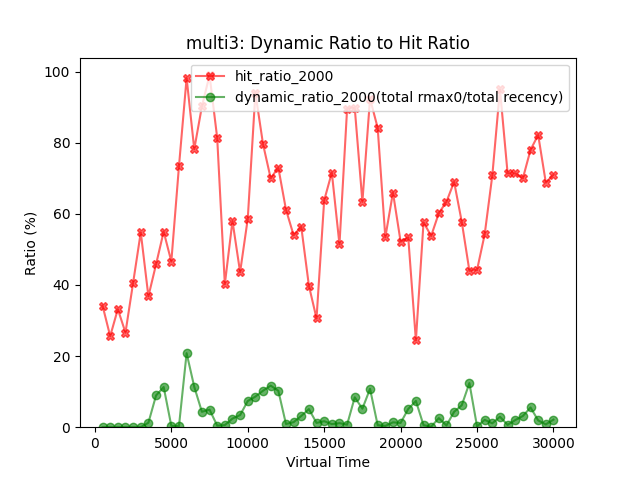 multi3: Dynamic Ratio to Hit Ratio
hit_ratio_2000
dynamic_ratio_2000(total rmax0/total recency)
100
80
60
40
20
0
Ratio (%)
0 5000 10000 15000 20000 25000 30000
Virtual Time